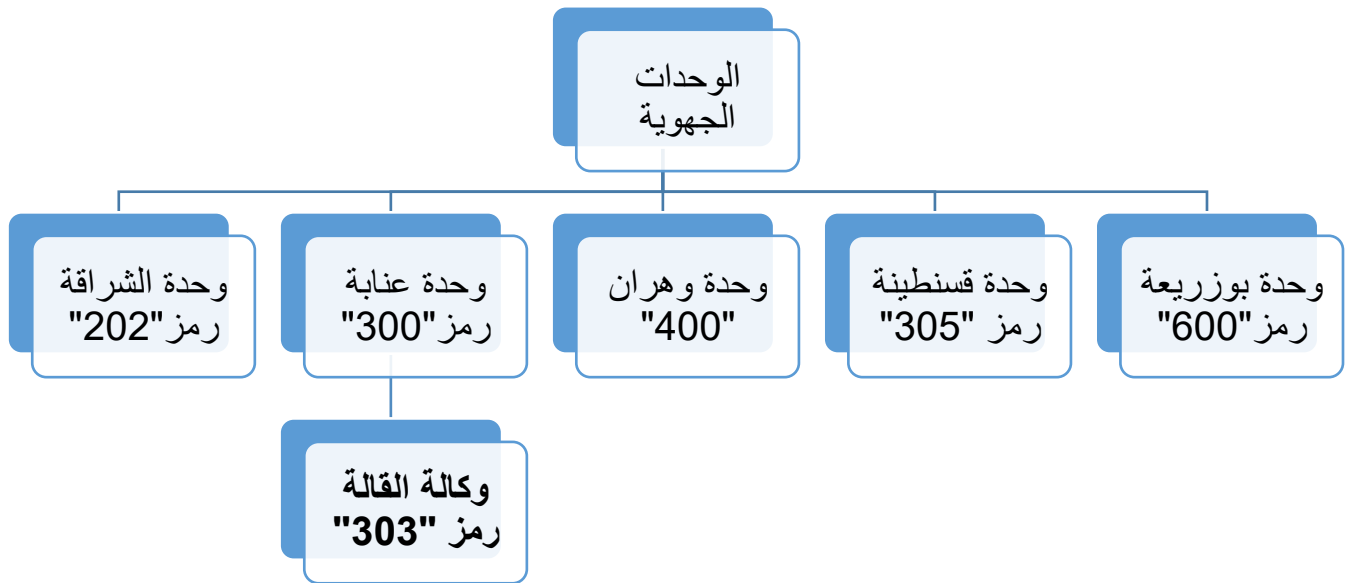 الوحدات
الجهوية
وحدة بوزريعة
رمز"600"
وحدة قسنطينة
رمز "305"
وحدة وهران
"400"
وحدة عنابة
رمز"300"
وحدة الشراقة
رمز"202"
وكالة القالة
رمز "303"